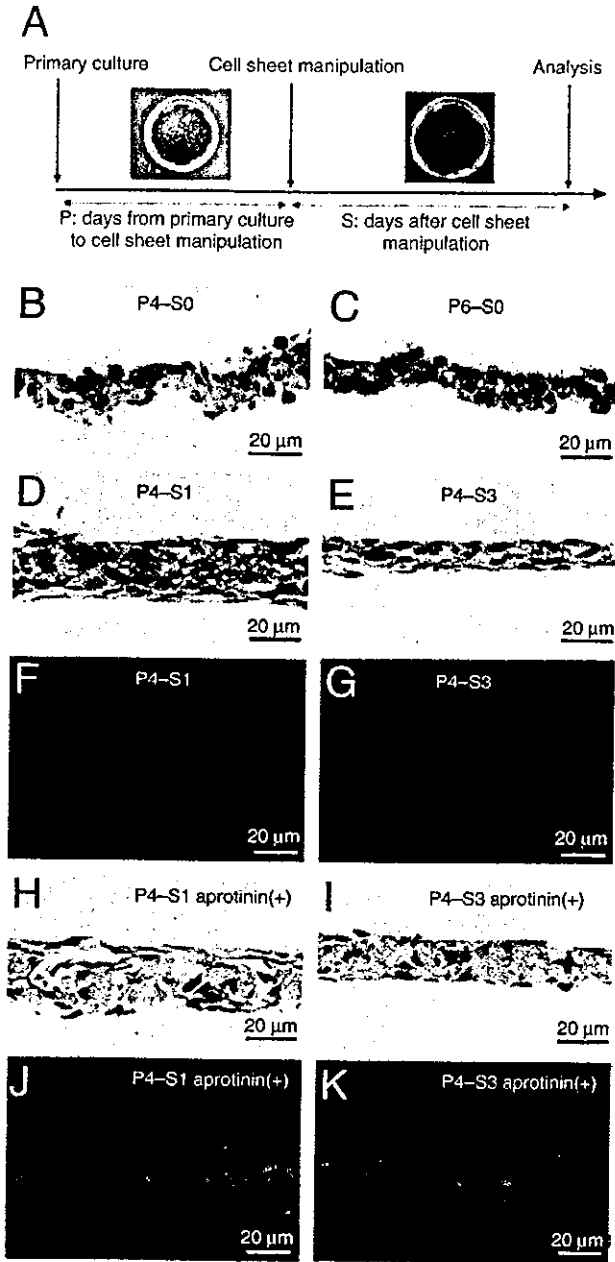 A
Primary culture
Cell sheet manipulation
Analysis
P: days from primary culture
to cell sheet manipulation
S: days after cell sheet
manipulation
B
P4–S0
20 μm
C
P6–S0
20 μm
D
P4–S1
20 μm
E
P4–S3
20 μm
F
P4–S1
20 μm
G
P4–S3
20 μm
H
P4–S1 aprotinin(+)
20 μm
I
P4–S3 aprotinin(+)
20 μm
J
P4–S1 aprotinin(+)
20 μm
K
P4–S3 aprotinin(+)
20 μm